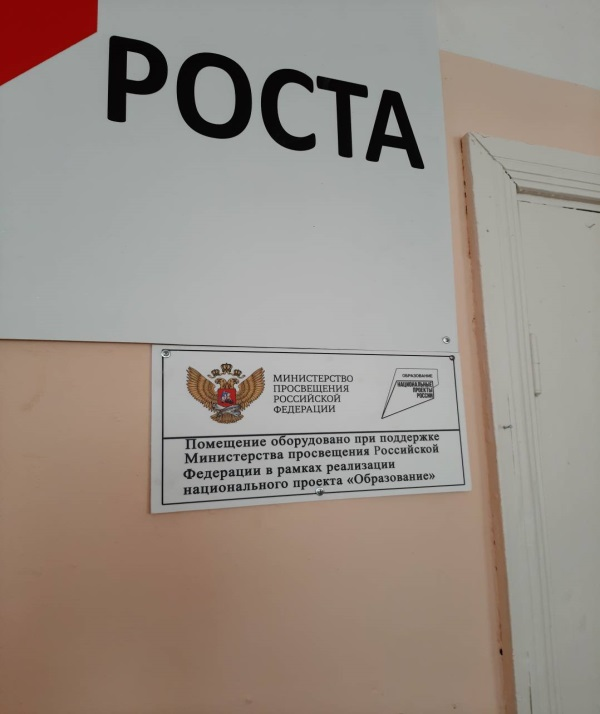 РОСТА
МИНИСТЕРСТВО
ПРОСВЕЩЕНИЯ
РОССИЙСКОЙ
ФЕДЕРАЦИИ
ОБРАЗОВАНИЕ
НАЦИОНАЛЬНЫЕ
ПРОЕКТЫ
РОССИИ
Помещение оборудовано при поддержке
Министерства просвещения Российской
Федерации в рамках реализации
национального проекта «Образование»